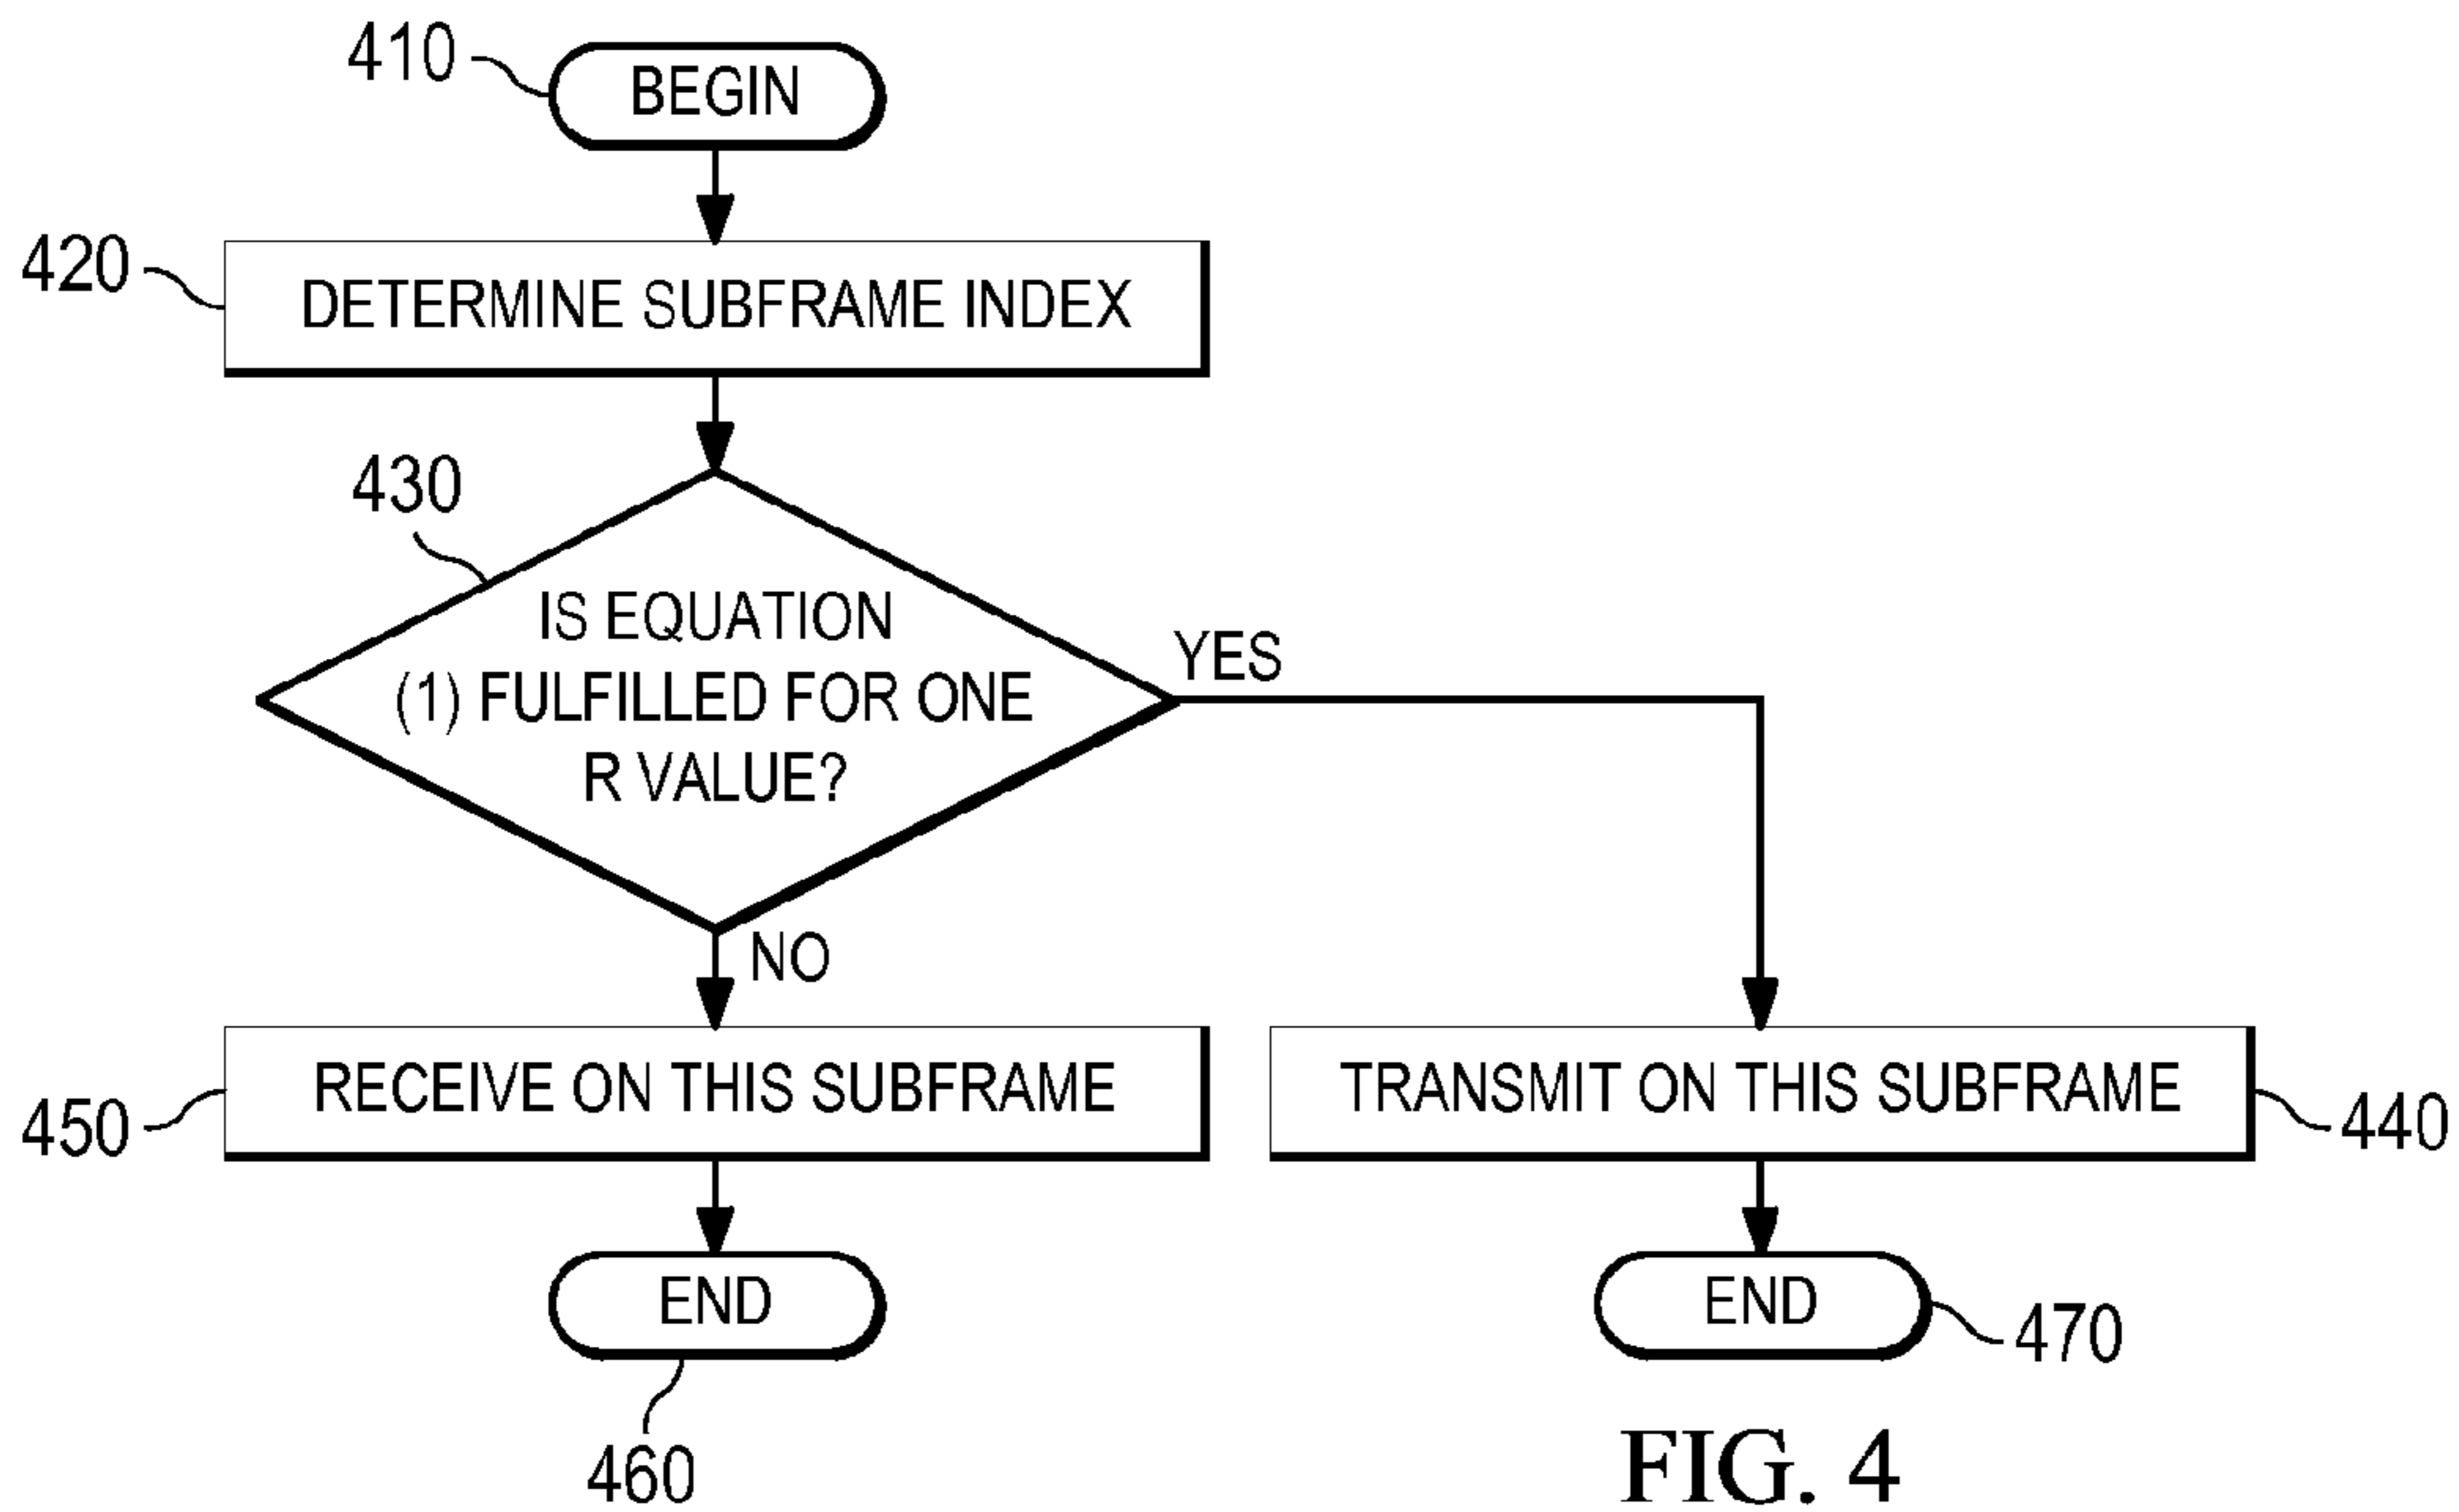 410
BEGIN
420
DETERMINE SUBFRAME INDEX
430
IS EQUATION
(1) FULFILLED FOR ONE
R VALUE?
YES
NO
450
RECEIVE ON THIS SUBFRAME
TRANSMIT ON THIS SUBFRAME
440
END
460
END
470
FIG. 4